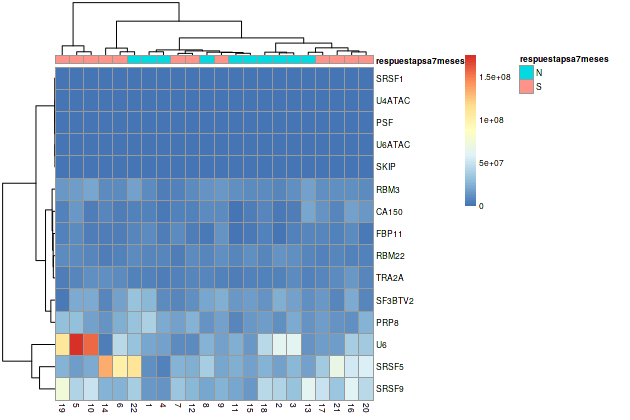 respuestapsa7meses
SRSF1
U4ATAC
PSF
U6ATAC
SKIP
RBM3
CA150
FBP11
RBM22
TRA2A
SF3BTV2
PRP8
U6
SRSF5
SRSF9
19 5 10 14 6 22 1 4 7 12 8 9 11 15 18 2 3 13 17 21 16 20
1.5e+08
1e+08
5e+07
0
respuestapsa7meses
N
S